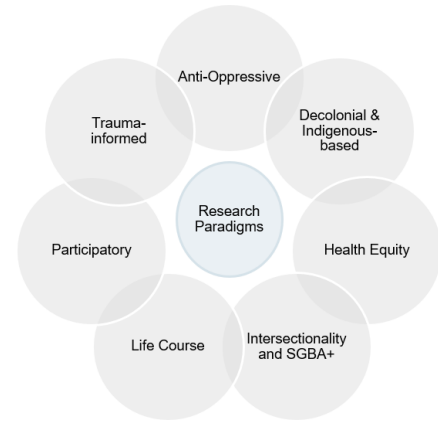 Anti-Oppressive
Decolonial &
Indigenous-
based
Health Equity
Intersectionality
and SGBA+
Life Course
Participatory
Trauma-
informed
Research
Paradigms